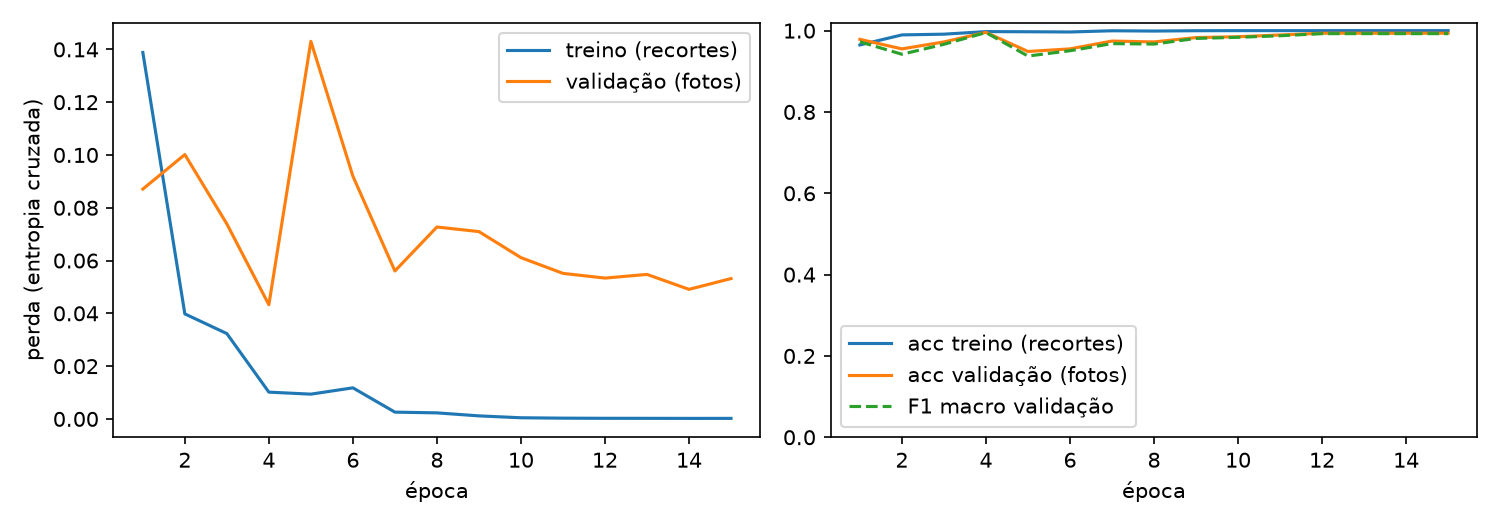 0.14
0.12
0.10
0.08
0.06
0.04
0.02
0.00
perda (entropia cruzada)
2 4 6 8 10 12 14
época
treino (recortes)
validação (fotos)
1.0
0.8
0.6
0.4
0.2
0.0
2 4 6 8 10 12 14
época
acc treino (recortes)
acc validação (fotos)
F1 macro validação